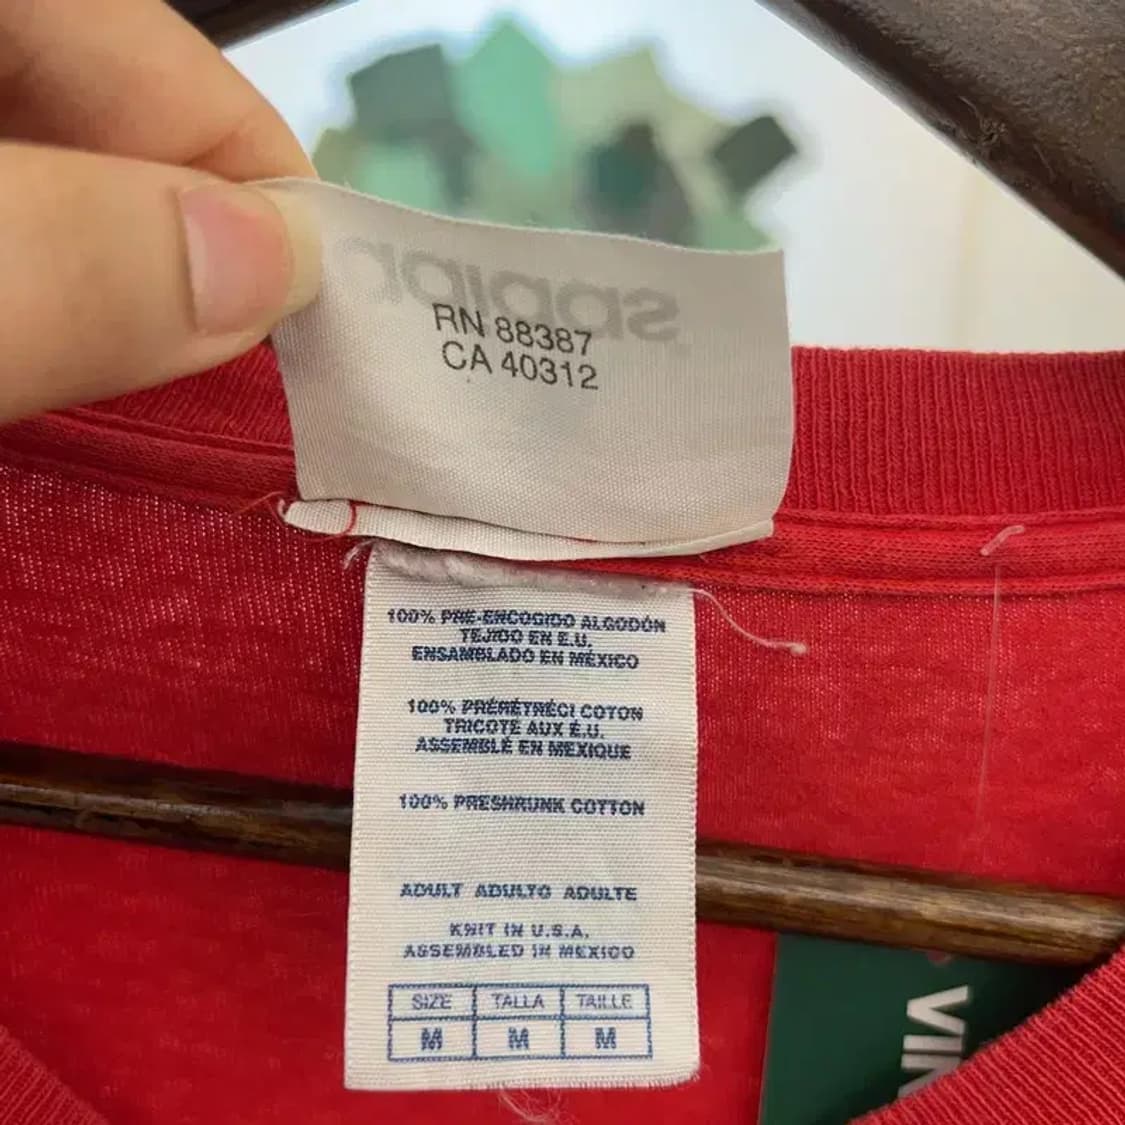 adidas
RN 88387
CA 40312
100% PRE-ENCOGIDO ALGODÓN
TEJIDO EN E.U.
ENSAMBLADO EN MÉXICO
100% PRÉRÉTRÉCI COTON
TRICOTÉ AUX É.U.
ASSEMBLÉ EN MEXIQUE
100% PRESHRUNK COTTON
ADULT ADULTO ADULTE
KNIT IN U.S.A.
ASSEMBLED IN MEXICO
SIZE TALLA TAILLE
M M M